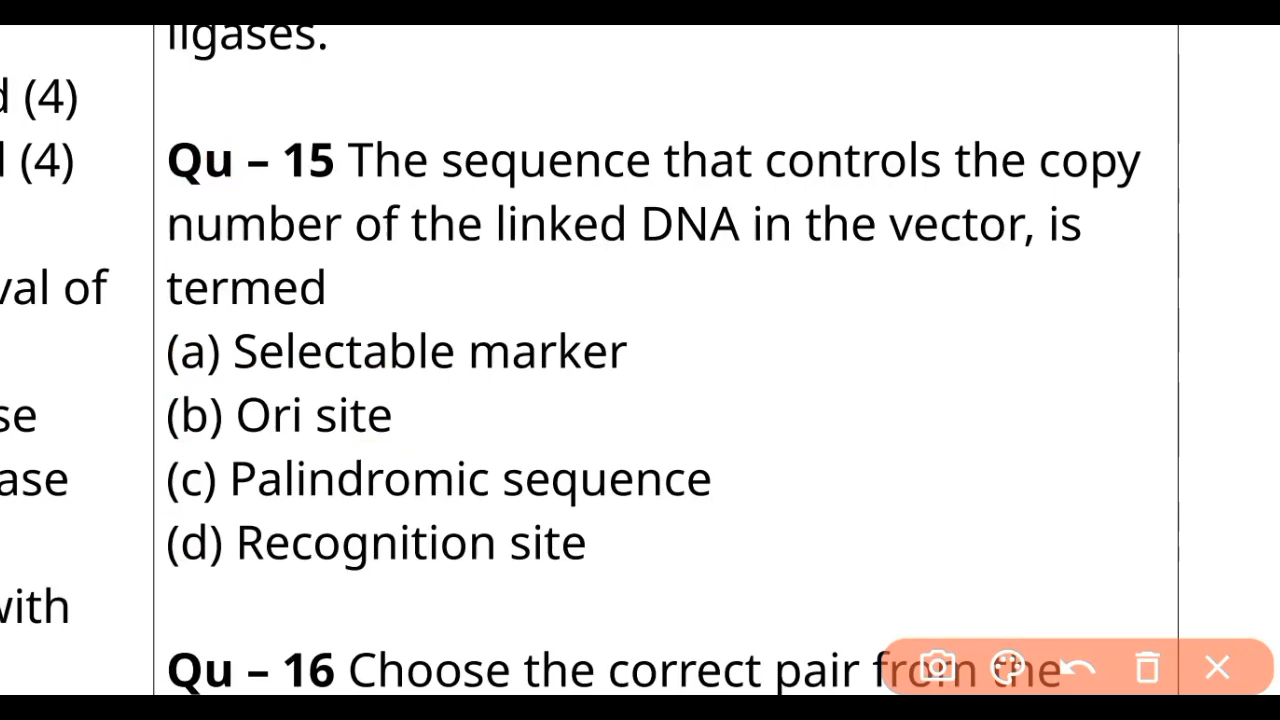 ligases.
d (4)
(4)
Qu – 15 The sequence that controls the copy
number of the linked DNA in the vector, is
val of
termed
(a) Selectable marker
se
(b) Ori site
ase
(c) Palindromic sequence
(d) Recognition site
with
Qu – 16 Choose the correct pair from the